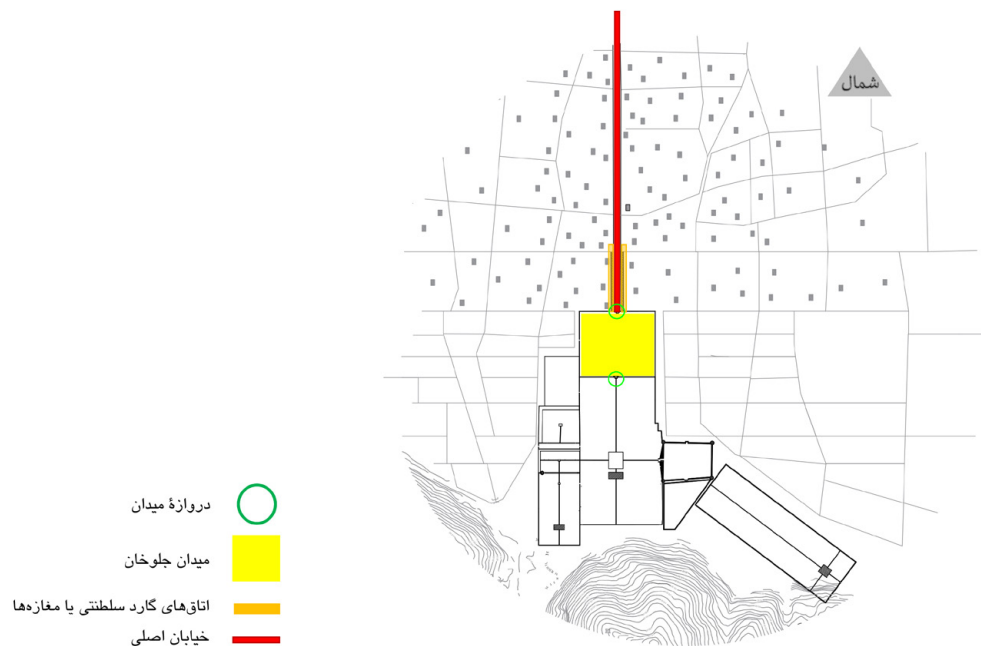 شمال
دروازهٔ میدان
میدان جلوخان
اتاق‌های گارد سلطنتی یا مغازه‌ها
خیابان اصلی